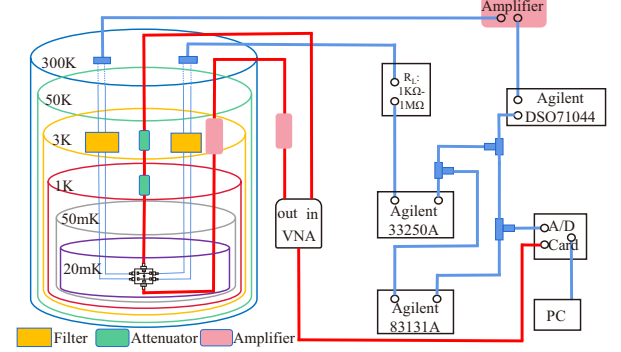 Amplifier
300K
50K
3K
1K
50mK
20mK
R_L:
1KΩ-
1MΩ
Agilent
DSO71044
out in
VNA
Agilent
33250A
A/D
Card
Agilent
83131A
PC
Filter
Attenuator
Amplifier